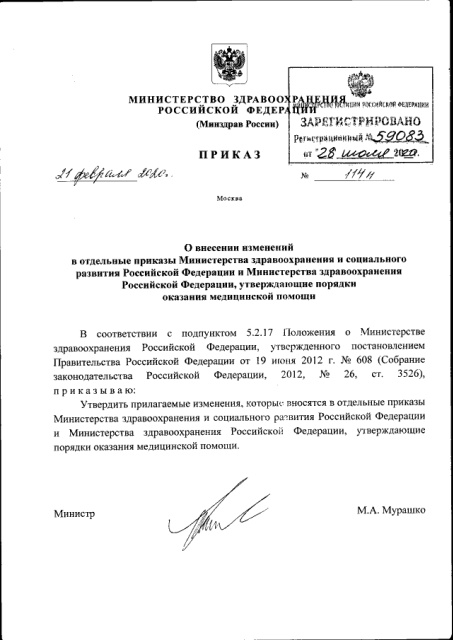 МИНИСТЕРСТВО ЗДРАВООХРАНЕНИЯ
РОССИЙСКОЙ ФЕДЕРАЦИИ
(Минздрав России)
МИНИСТЕРСТВО ЮСТИЦИИ РОССИЙСКОЙ ФЕДЕРАЦИИ
ЗАРЕГИСТРИРОВАНО
Регистрационный № 59083
от "28 июля 2020.
ПРИКАЗ
21 февраля 2020г.
№ 114н
Москва
О внесении изменений
в отдельные приказы Министерства здравоохранения и социального
развития Российской Федерации и Министерства здравоохранения
Российской Федерации, утверждающие порядки
оказания медицинской помощи
В соответствии с подпунктом 5.2.17 Положения о Министерстве
здравоохранения Российской Федерации, утвержденного постановлением
Правительства Российской Федерации от 19 июня 2012 г. № 608 (Собрание
законодательства Российской Федерации, 2012, № 26, ст. 3526),
приказываю:
Утвердить прилагаемые изменения, которые вносятся в отдельные приказы
Министерства здравоохранения и социального развития Российской Федерации
и Министерства здравоохранения Российской Федерации, утверждающие
порядки оказания медицинской помощи.
Министр
М.А. Мурашко